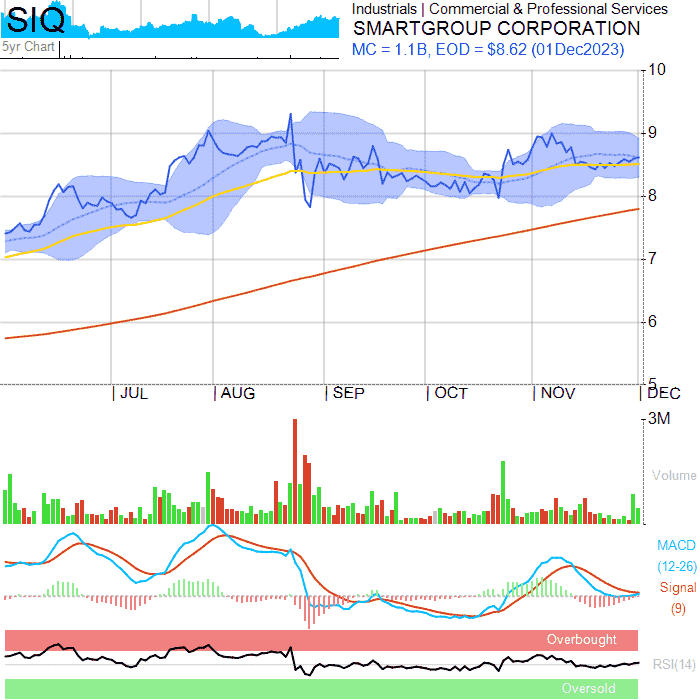 SIQ
5yr Chart
Industrials | Commercial & Professional Services
SMARTGROUP CORPORATION
MC = 1.1B, EOD = $8.62 (01Dec2023)
10
9
8
7
6
5
JUL AUG SEP OCT NOV DEC
3M
Volume
MACD
(12-26)
Signal
(9)
Overbought
RSI(14)
Oversold